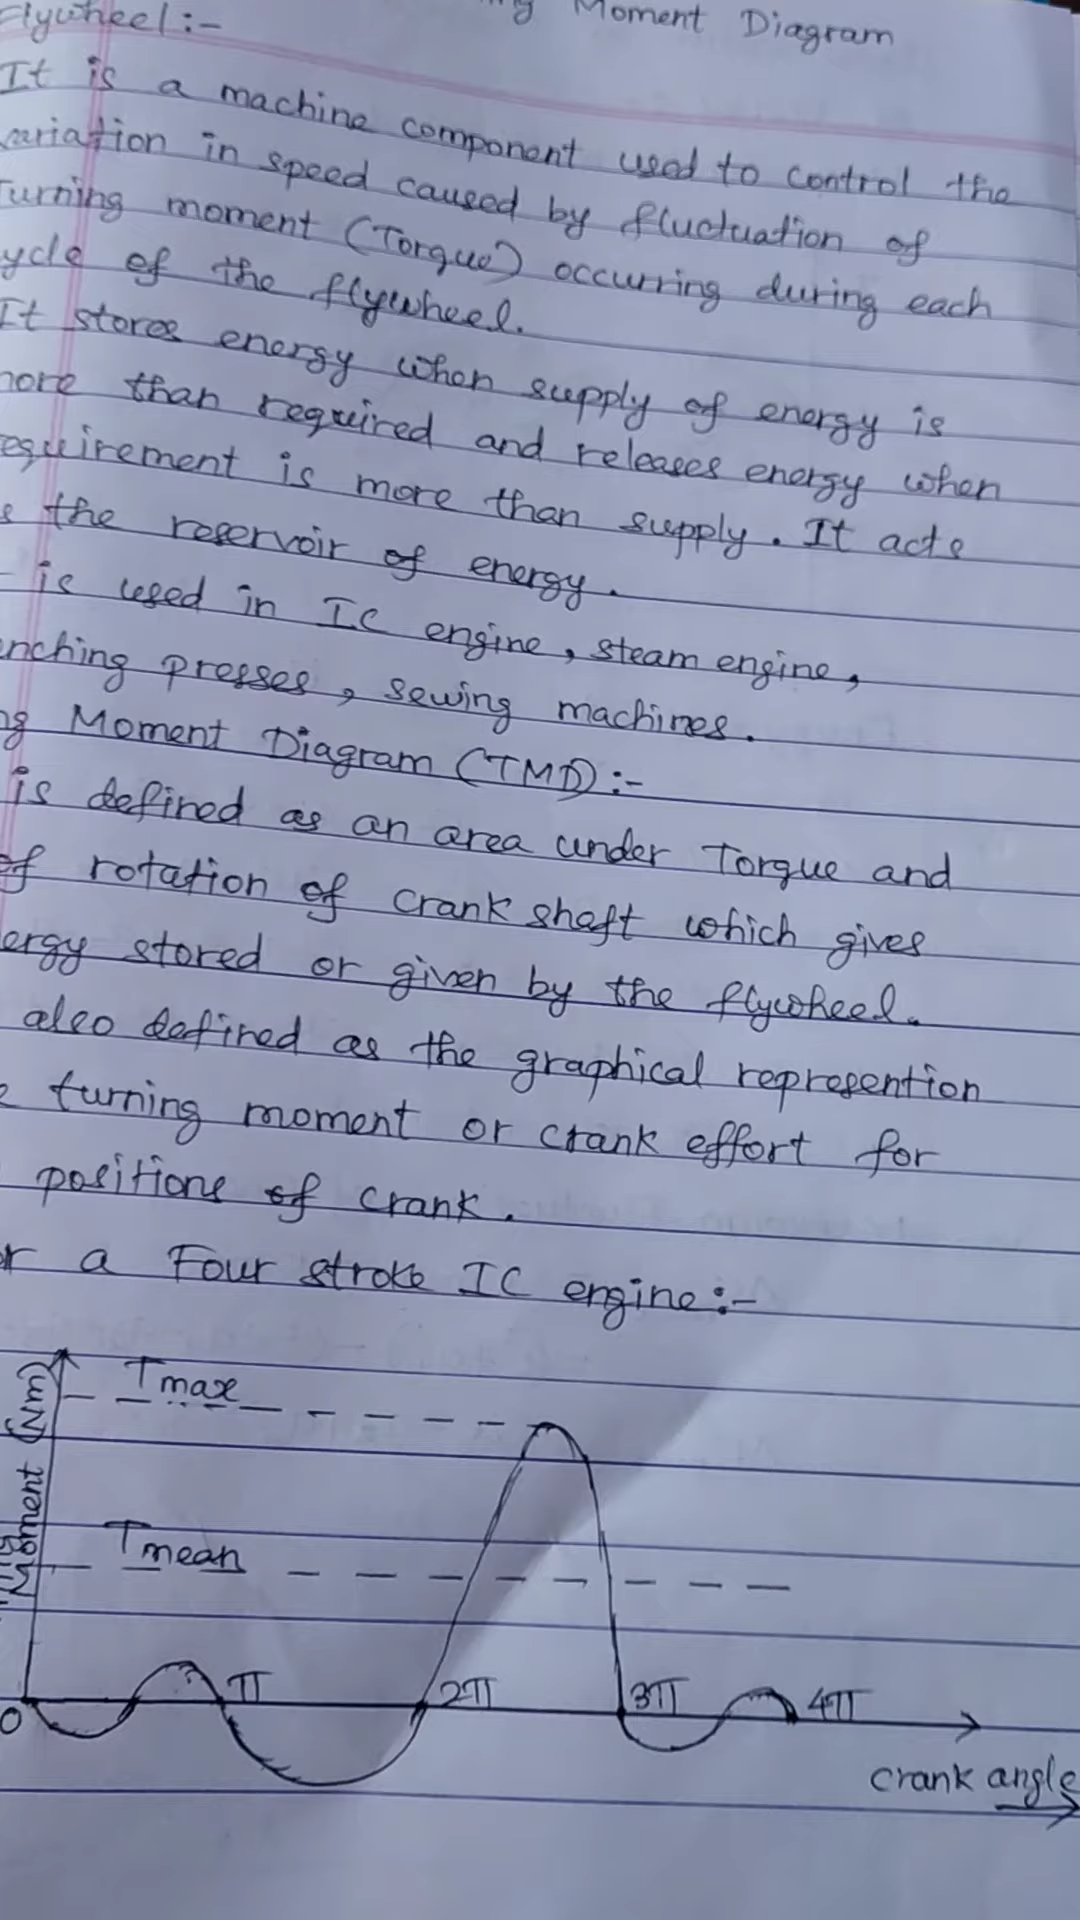 Moment Diagram
Flywheel:-
It is a machine component used to control the
variation in speed caused by fluctuation of
Turning moment (Torque) occurring during each
ycle of the flywheel.
It stores energy when supply of energy is
more than required and releases energy when
equirement is more than supply. It acts
s the reservoir of energy.
is used in IC engine, steam engine,
nching presses, sewing machines.
ng Moment Diagram (TMD):-
is defined as an area under Torque and
of rotation of crank shaft which gives
ergy stored or given by the flywheel.
also defined as the graphical represention
e turning moment or crank effort for
positions of crank.
or a Four stroke IC engine:-
Tmax
Moment (Nm)
Tmean
0 π 2π 3π 4π
crank angle